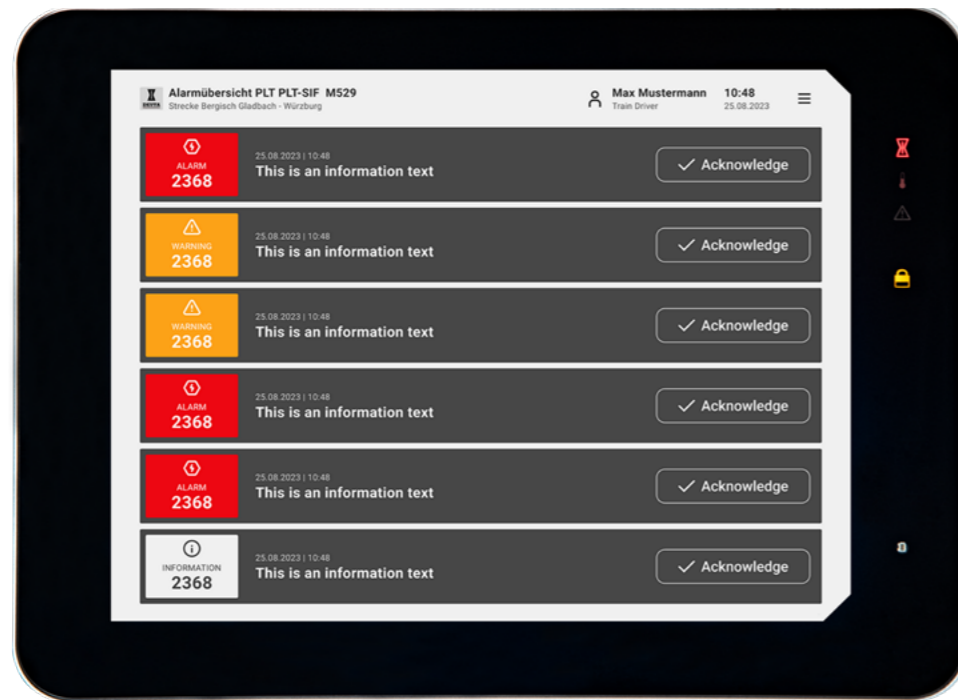 Alarmübersicht PLT PLT-SIF M529
Strecke Bergisch Gladbach - Würzburg
Max Mustermann
Train Driver
10:48
25.08.2023
ALARM
2368
25.08.2023 | 10:48
This is an information text
Acknowledge
WARNING
2368
25.08.2023 | 10:48
This is an information text
Acknowledge
WARNING
2368
25.08.2023 | 10:48
This is an information text
Acknowledge
ALARM
2368
25.08.2023 | 10:48
This is an information text
Acknowledge
ALARM
2368
25.08.2023 | 10:48
This is an information text
Acknowledge
INFORMATION
2368
25.08.2023 | 10:48
This is an information text
Acknowledge